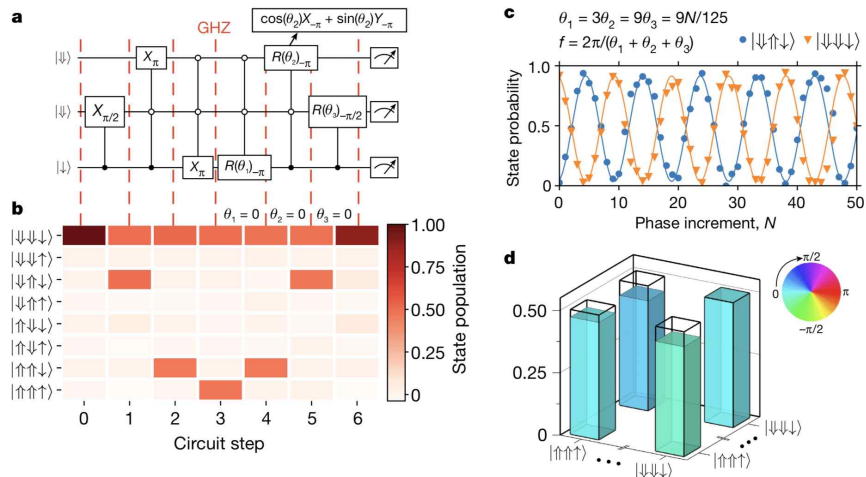 a
GHZ
cos(θ₂)X₋π + sin(θ₂)Y₋π
|⇓⟩
|⇓⟩
|↓⟩
Xπ/2
Xπ
Xπ
R(θ₁)₋π
R(θ₂)₋π
R(θ₃)₋π/2
b
θ₁ = 0 θ₂ = 0 θ₃ = 0
|⇓⇓↓⟩
|⇓⇓↑⟩
|⇓⇑↓⟩
|⇓⇑↑⟩
|⇑⇓↓⟩
|⇑⇓↑⟩
|⇑⇑↓⟩
|⇑⇑↑⟩
0 1 2 3 4 5 6
Circuit step
1.00
0.75
0.50
0.25
0
State population
c
θ₁ = 3θ₂ = 9θ₃ = 9N/125
f = 2π/(θ₁ + θ₂ + θ₃)
|⇓⇑↓⟩ |⇓⇓↓⟩
1.0
0.5
0
State probability
0 10 20 30 40 50
Phase increment, N
d
0.50
0.25
0
|⇑⇑↑⟩ ••• |⇓⇓↓⟩
|⇑⇑↑⟩ ••• |⇓⇓↓⟩
π/2
0
π
−π/2